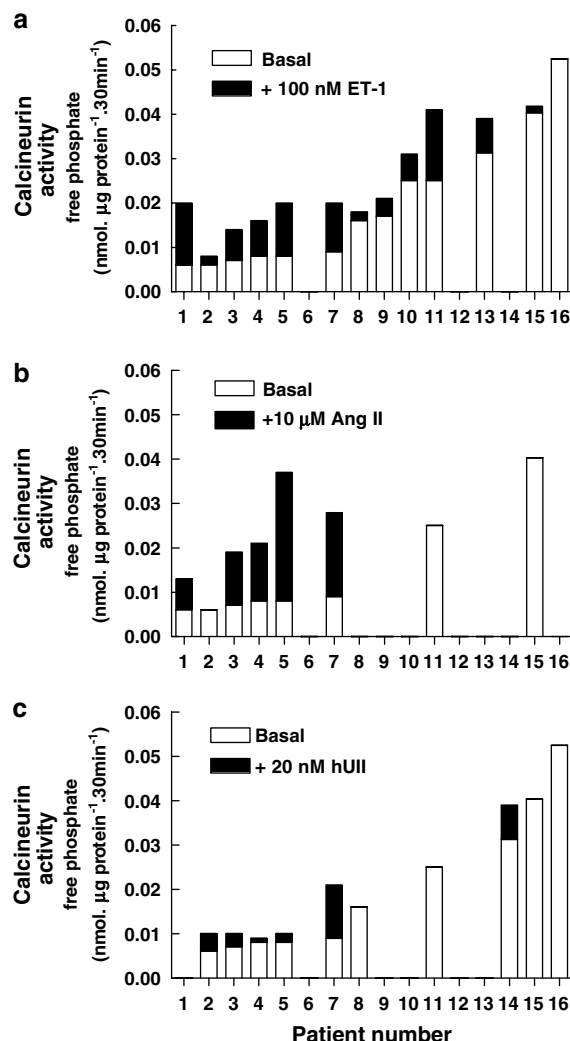 a
Calcineurin
activity
free phosphate
(nmol. µg protein⁻¹.30min⁻¹)
0.06
0.05
0.04
0.03
0.02
0.01
0.00
Basal
+ 100 nM ET-1
1 2 3 4 5 6 7 8 9 10 11 12 13 14 15 16
b
Calcineurin
activity
free phosphate
(nmol. µg protein⁻¹.30min⁻¹)
0.06
0.05
0.04
0.03
0.02
0.01
0.00
Basal
+10 µM Ang II
1 2 3 4 5 7 8 9 10 11 12 13 14 15 16
c
Calcineurin
activity
free phosphate
(nmol. µg protein⁻¹.30min⁻¹)
0.06
0.05
0.04
0.03
0.02
0.01
0.00
Basal
+ 20 nM hUII
1 2 3 4 5 6 7 8 9 10 11 12 13 14 15 16
Patient number